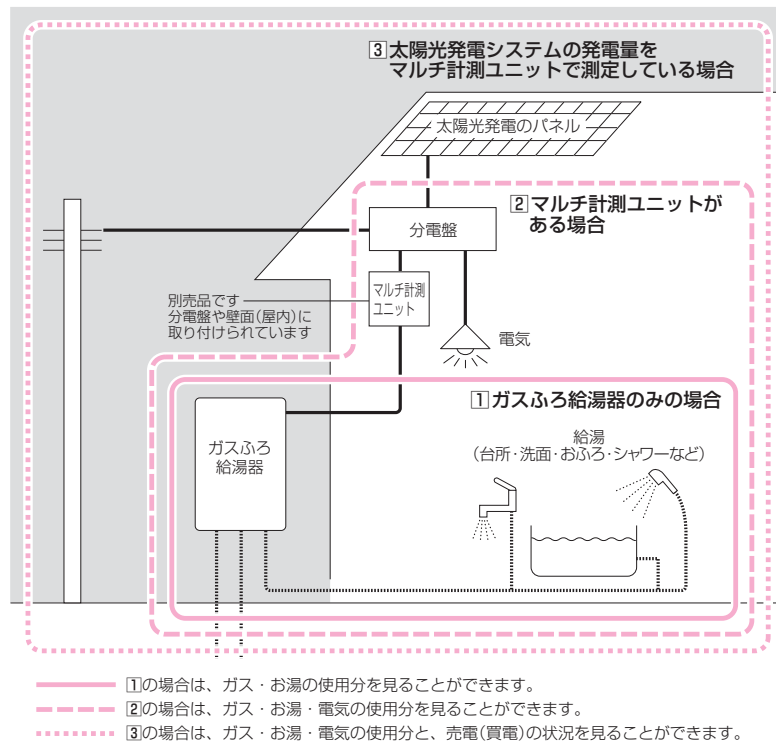 3太陽光発電システムの発電量を
マルチ計測ユニットで測定している場合
太陽光発電のパネル
2マルチ計測ユニットが
ある場合
分電盤
マルチ計測
ユニット
別売品です
分電盤や壁面(屋内)に
取り付けられています
電気
1ガスふろ給湯器のみの場合
ガスふろ
給湯器
給湯
(台所・洗面・おふろ・シャワーなど)
1の場合は、ガス・お湯の使用分を見ることができます。
2の場合は、ガス・お湯・電気の使用分を見ることができます。
3の場合は、ガス・お湯・電気の使用分と、売電(買電)の状況を見ることができます。